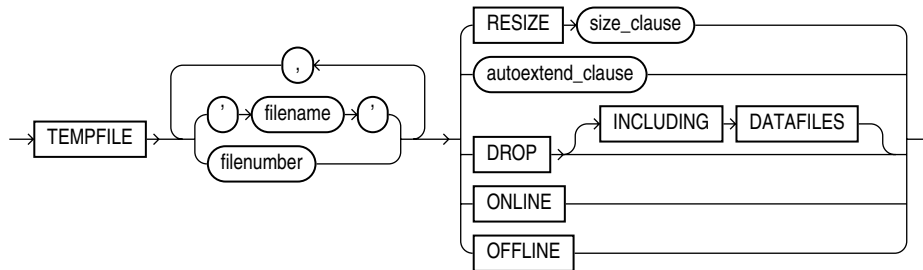 RESIZE size_clause
,
autoextend_clause
' filename ' INCLUDING DATAFILES
TEMPFILE
filenumber DROP
ONLINE
OFFLINE